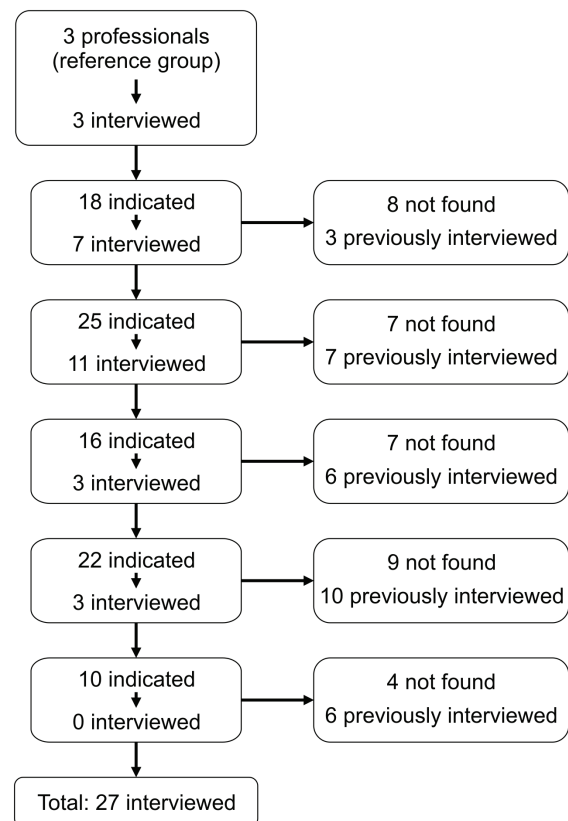 3 professionals
(reference group)
3 interviewed
18 indicated
7 interviewed
8 not found
3 previously interviewed
25 indicated
11 interviewed
7 not found
7 previously interviewed
16 indicated
3 interviewed
7 not found
6 previously interviewed
22 indicated
3 interviewed
9 not found
10 previously interviewed
10 indicated
0 interviewed
4 not found
6 previously interviewed
Total: 27 interviewed